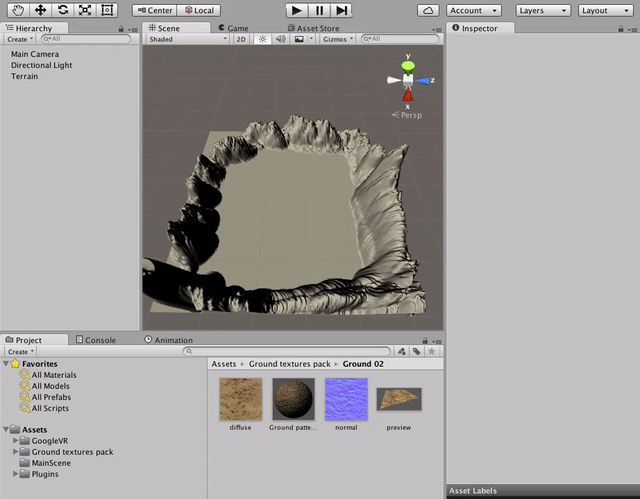 Center Local Account Layers Layout
Hierarchy Scene Game Asset Store Inspector
Create All Shaded 2D Gizmos All
Main Camera
Directional Light
Terrain
y
z
x
Persp
Project Console Animation
Create
Favorites
All Materials
All Models
All Prefabs
All Scripts
Assets
GoogleVR
Ground textures pack
MainScene
Plugins
Assets Ground textures pack Ground 02
diffuse Ground patte... normal preview
Asset Labels